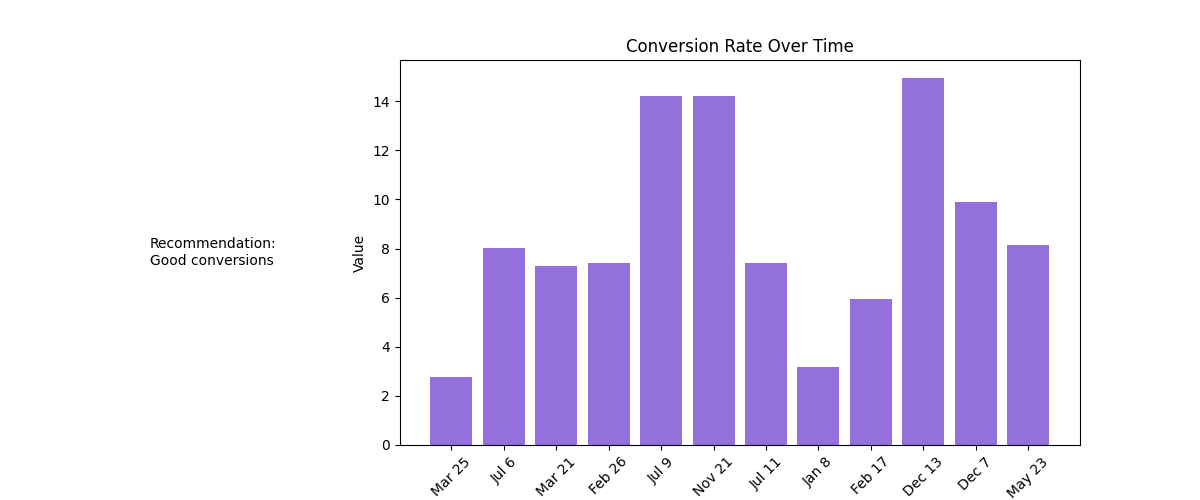 Conversion Rate Over Time
Recommendation:
Good conversions
Value
14
12
10
8
6
4
2
0
Mar 25
Jul 6
Mar 21
Feb 26
Jul 9
Nov 21
Jul 11
Jan 8
Feb 17
Dec 13
Dec 7
May 23